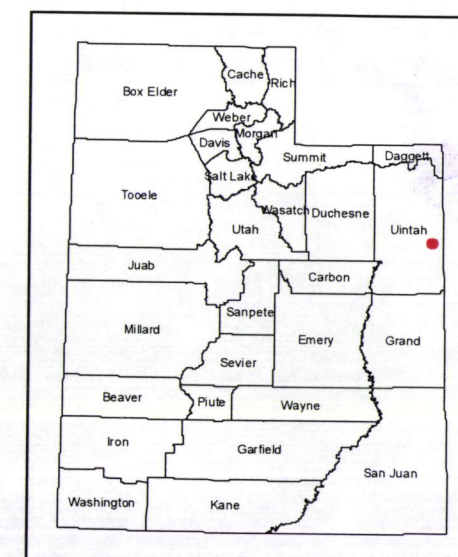 Cache
Rich
Box Elder
Weber
Morgan
Davis
Summit
Daggett
Salt Lake
Tooele
Wasatch
Duchesne
Utah
Uintah
Juab
Carbon
Sanpete
Millard
Emery
Grand
Sevier
Beaver
Piute
Wayne
Iron
Garfield
San Juan
Washington
Kane